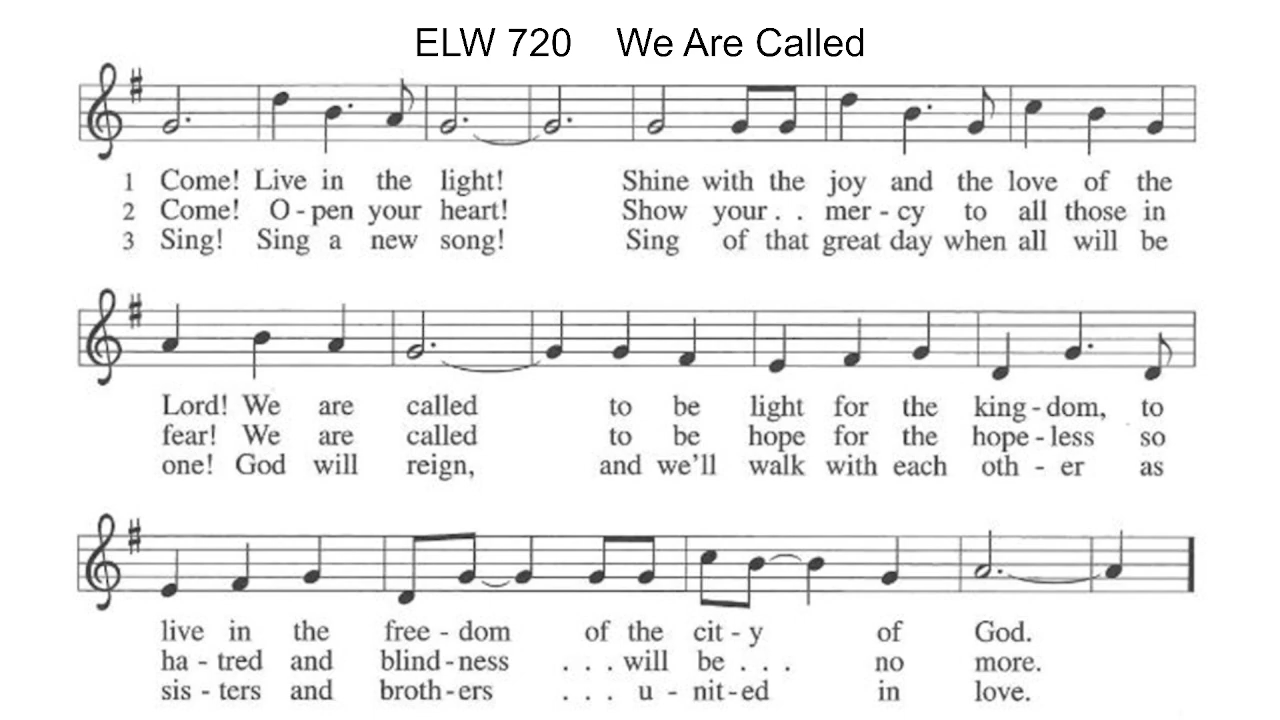 ELW 720 We Are Called
1 Come! Live in the light! Shine with the joy and the love of the
2 Come! O - pen your heart! Show your . . mer - cy to all those in
3 Sing! Sing a new song! Sing of that great day when all will be
Lord! We are called to be light for the king - dom, to
fear! We are called to be hope for the hope - less so
one! God will reign, and we'll walk with each oth - er as
live in the free - dom of the cit - y of God.
ha - tred and blind - ness . . . will be . . . no more.
sis - ters and broth - ers . . . u - nit - ed in love.